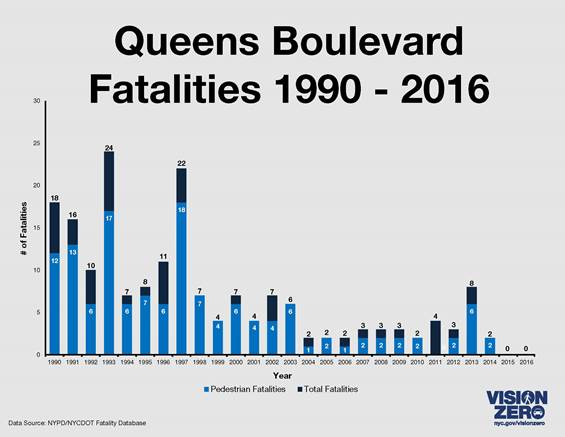 Queens Boulevard
Fatalities 1990 - 2016
# of Fatalities
30
25
20
15
10
5
0
18 16 10 24 7 8 11 22 7 4 7 4 7 6 2 2 2 3 3 3 2 4 3 8 2 0 0
12 13 6 17 6 7 6 18 7 4 6 4 4 6 1 2 1 2 2 2 2 2 6 2
1990 1991 1992 1993 1994 1995 1996 1997 1998 1999 2000 2001 2002 2003 2004 2005 2006 2007 2008 2009 2010 2011 2012 2013 2014 2015 2016
Year
Pedestrian Fatalities Total Fatalities
VISION
ZERO
nyc.gov/visionzero
Data Source: NYPD/NYCDOT Fatality Database